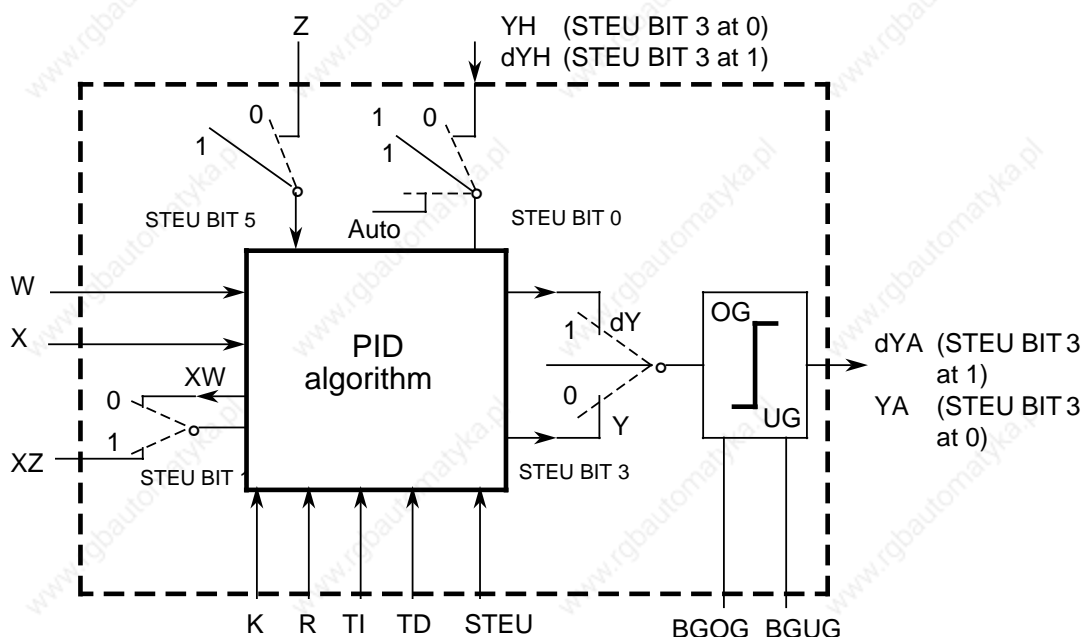 Z
YH (STEU BIT 3 at 0)
dYH (STEU BIT 3 at 1)
0
1
1
0
1
STEU BIT 5
Auto
STEU BIT 0
W
X
XW
0
1
XZ
STEU BIT
PID
algorithm
dY
1
0
Y
STEU BIT 3
OG
UG
dYA (STEU BIT 3
at 1)
YA (STEU BIT 3
at 0)
K
R
TI
TD
STEU
BGOG
BGUG
www.rgbautomatyka.pl